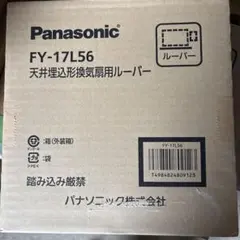 Panasonic
FY-17L56
天井埋込形換気扇用ルーバー
ルーバー
:箱(外装箱)
:袋
踏み込み厳禁
FY-17L56
パナソニック株式会社